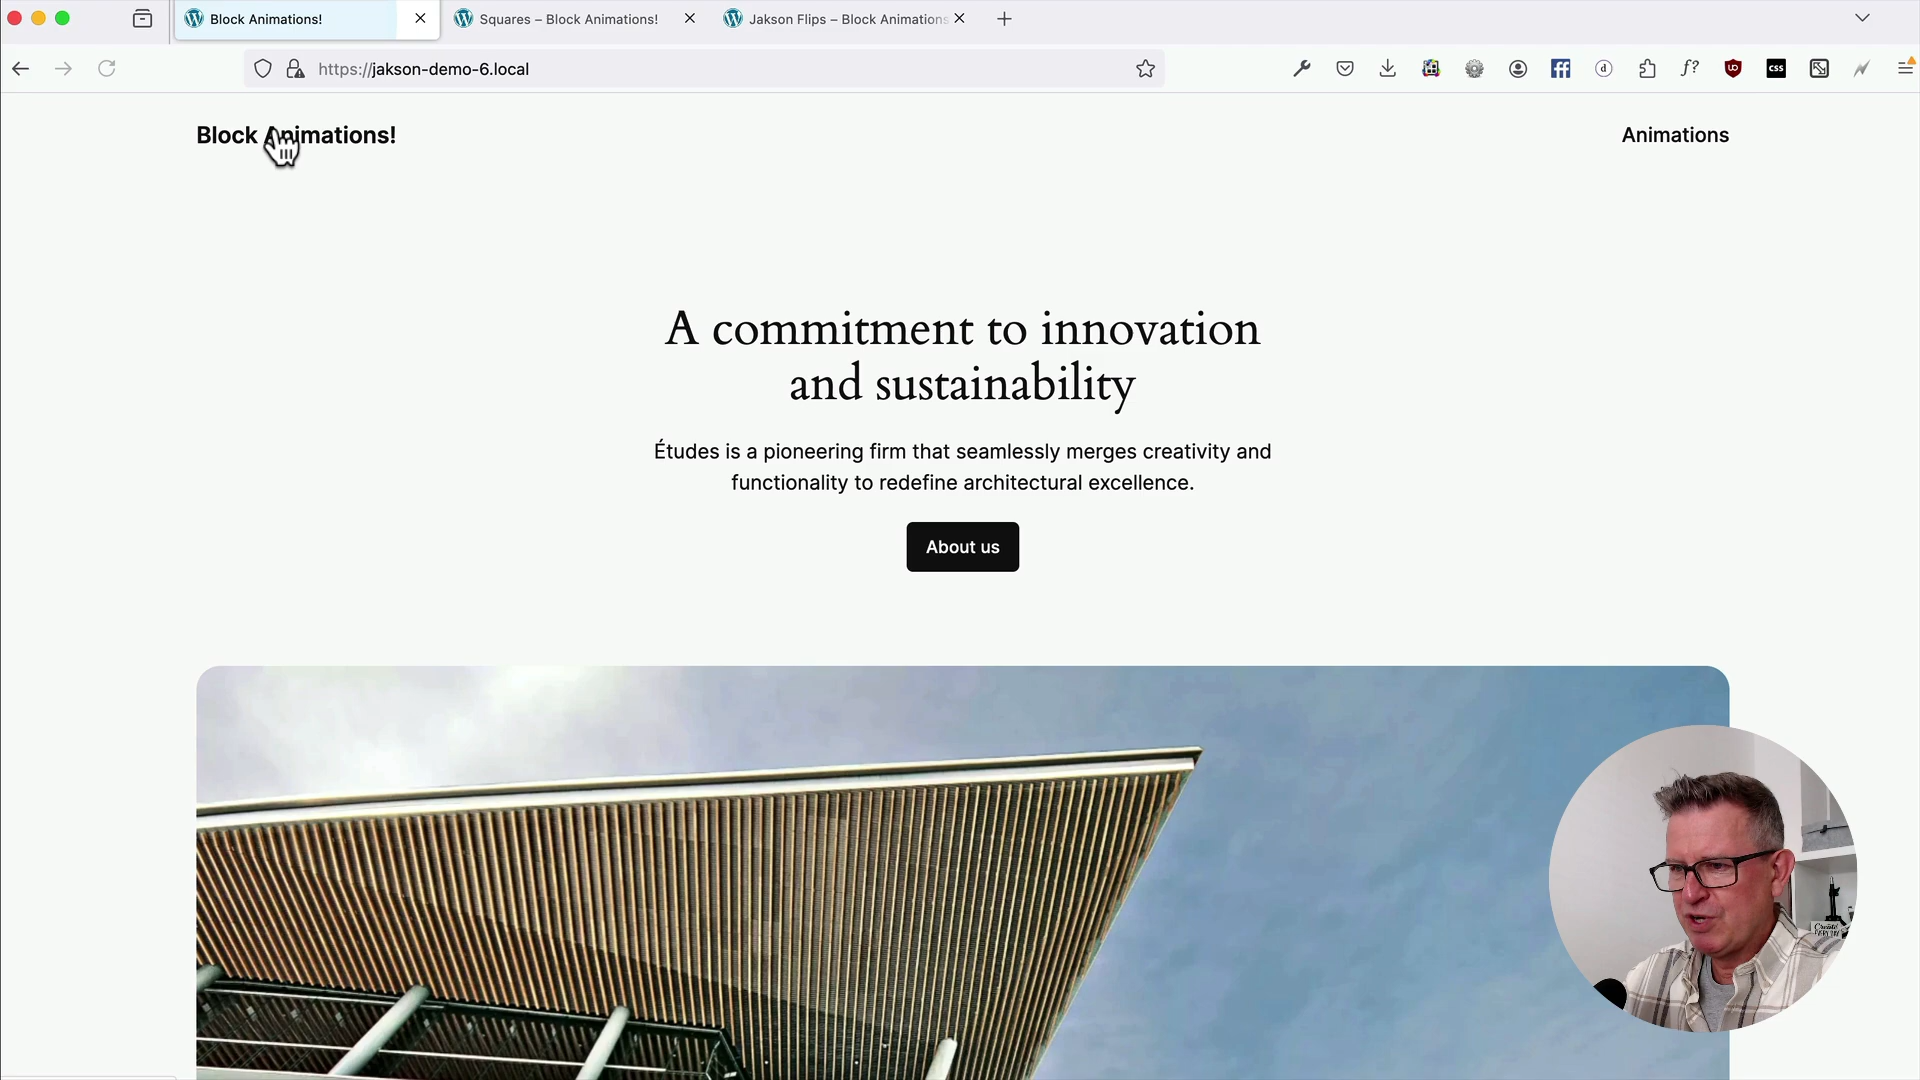 Block Animations!
Squares – Block Animations!
Jakson Flips – Block Animations
https://jakson-demo-6.local
Block Animations!
Animations
A commitment to innovation
and sustainability
Études is a pioneering firm that seamlessly merges creativity and
functionality to redefine architectural excellence.
About us